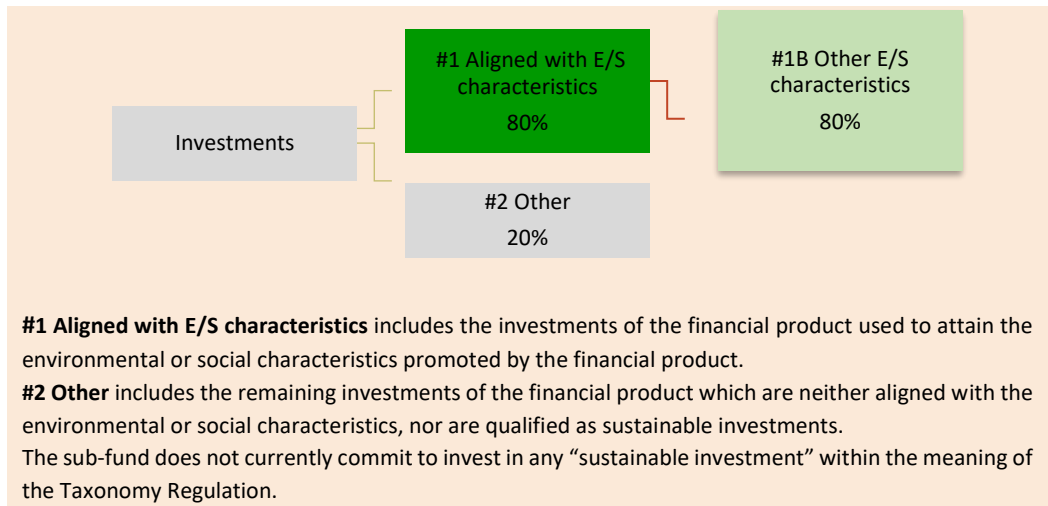 #1 Aligned with E/S
characteristics
80%
#1B Other E/S
characteristics
80%
Investments
#2 Other
20%
#1 Aligned with E/S characteristics includes the investments of the financial product used to attain the
environmental or social characteristics promoted by the financial product.
#2 Other includes the remaining investments of the financial product which are neither aligned with the
environmental or social characteristics, nor are qualified as sustainable investments.
The sub-fund does not currently commit to invest in any “sustainable investment” within the meaning of
the Taxonomy Regulation.